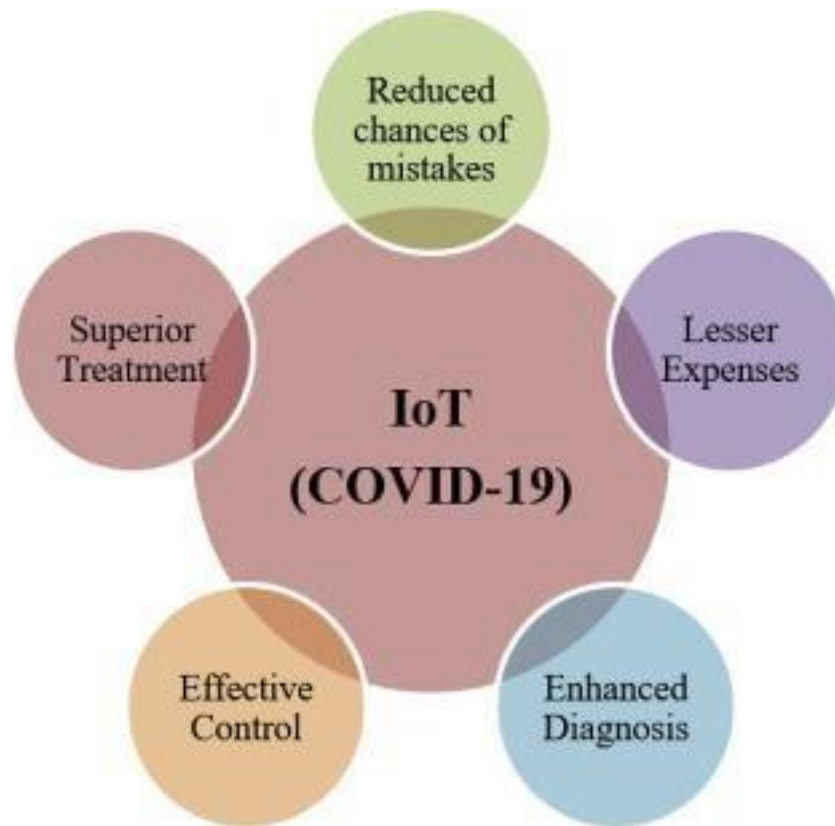 Reduced
chances of
mistakes
Superior
Treatment
Lesser
Expenses
IoT
(COVID-19)
Effective
Control
Enhanced
Diagnosis